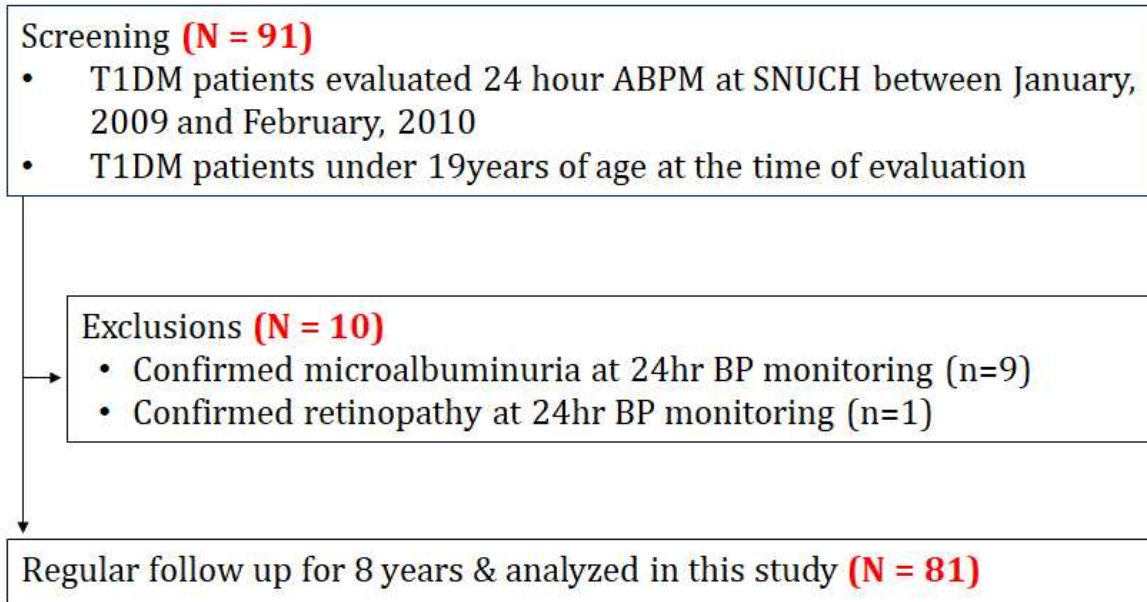 Screening (N = 91)
• T1DM patients evaluated 24 hour ABPM at SNUCH between January,
2009 and February, 2010
• T1DM patients under 19years of age at the time of evaluation
Exclusions (N = 10)
• Confirmed microalbuminuria at 24hr BP monitoring (n=9)
• Confirmed retinopathy at 24hr BP monitoring (n=1)
Regular follow up for 8 years & analyzed in this study (N = 81)